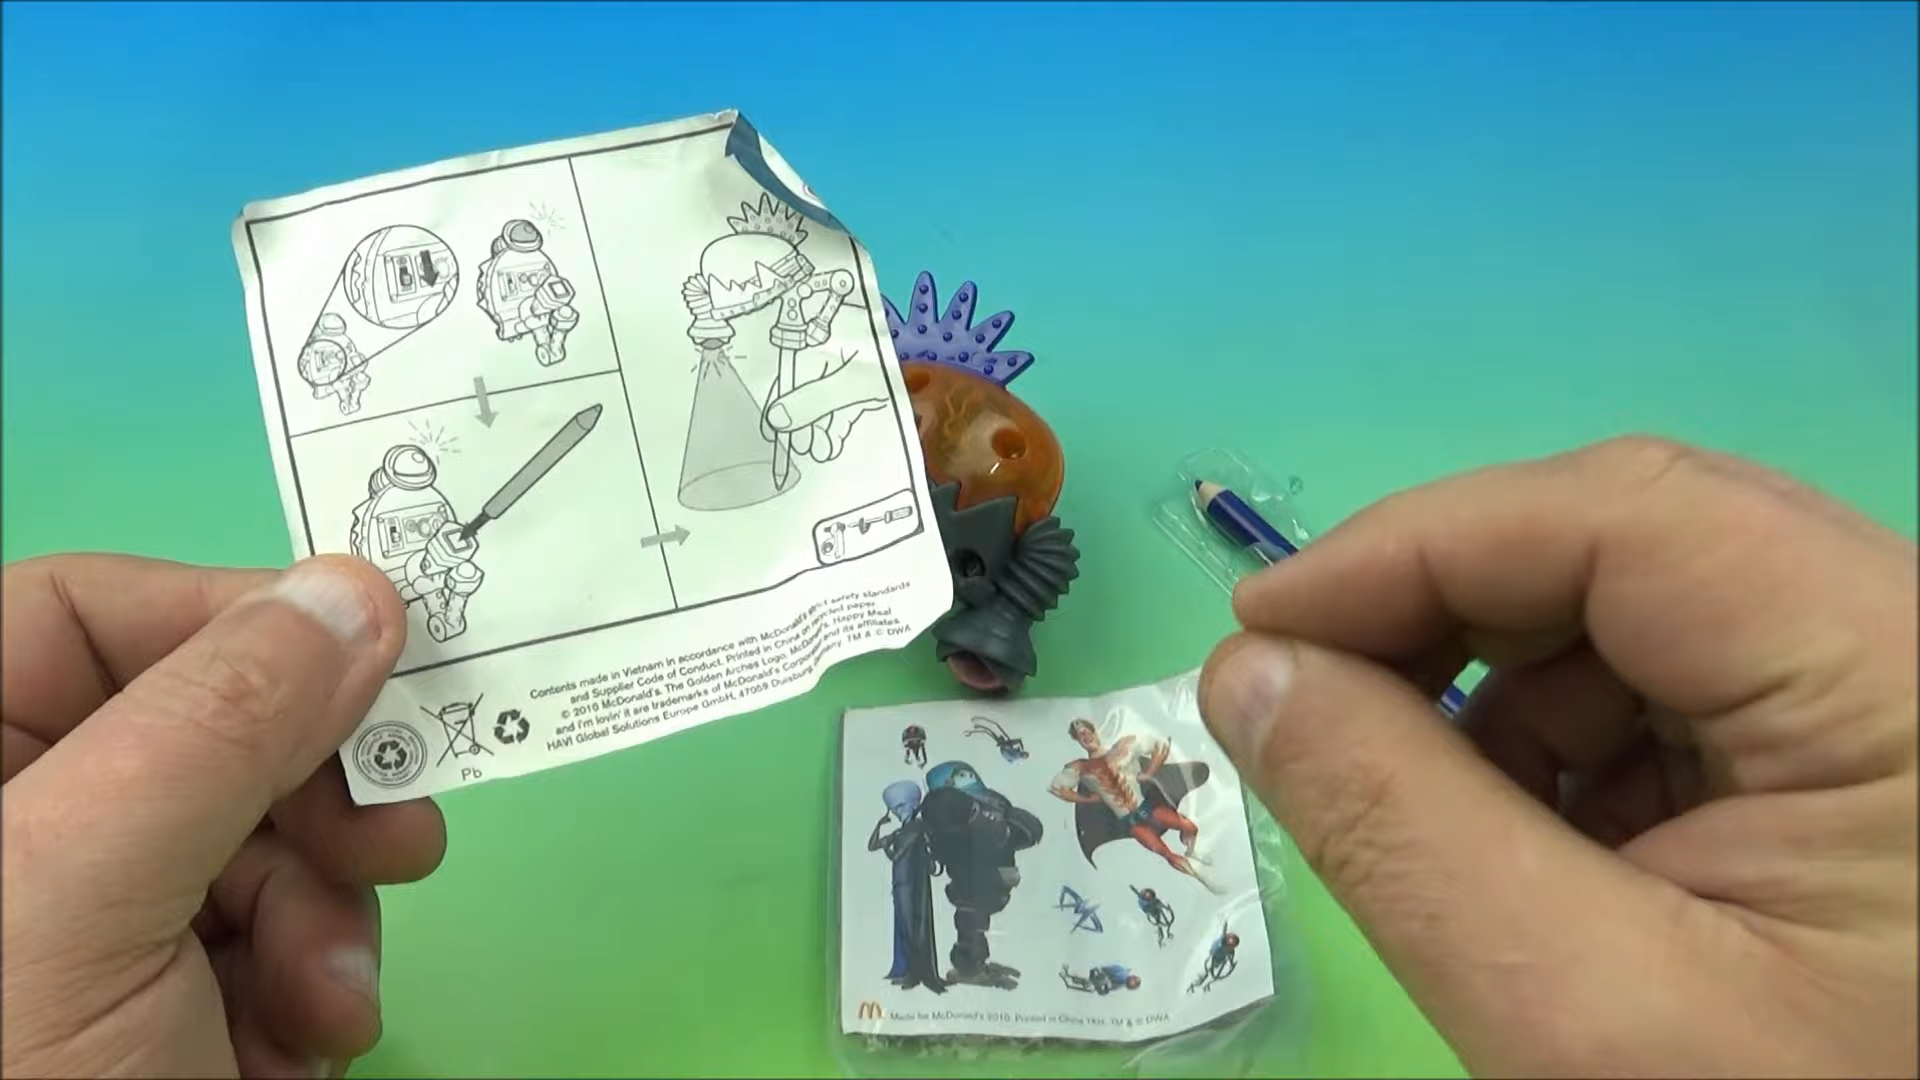 Contents made in Vietnam in accordance with McDonald's strict safety standards
and Supplier Code of Conduct. Printed in China on recycled paper.
© 2010 McDonald's. The Golden Arches Logo, McDonald's, Happy Meal
and i'm lovin' it are trademarks of McDonald's Corporation and its affiliates.
HAVI Global Solutions Europe GmbH, 47059 Duisburg, Germany. TM & © DWA
Pb
Made for McDonald's 2010. Printed in China TM & © DWA